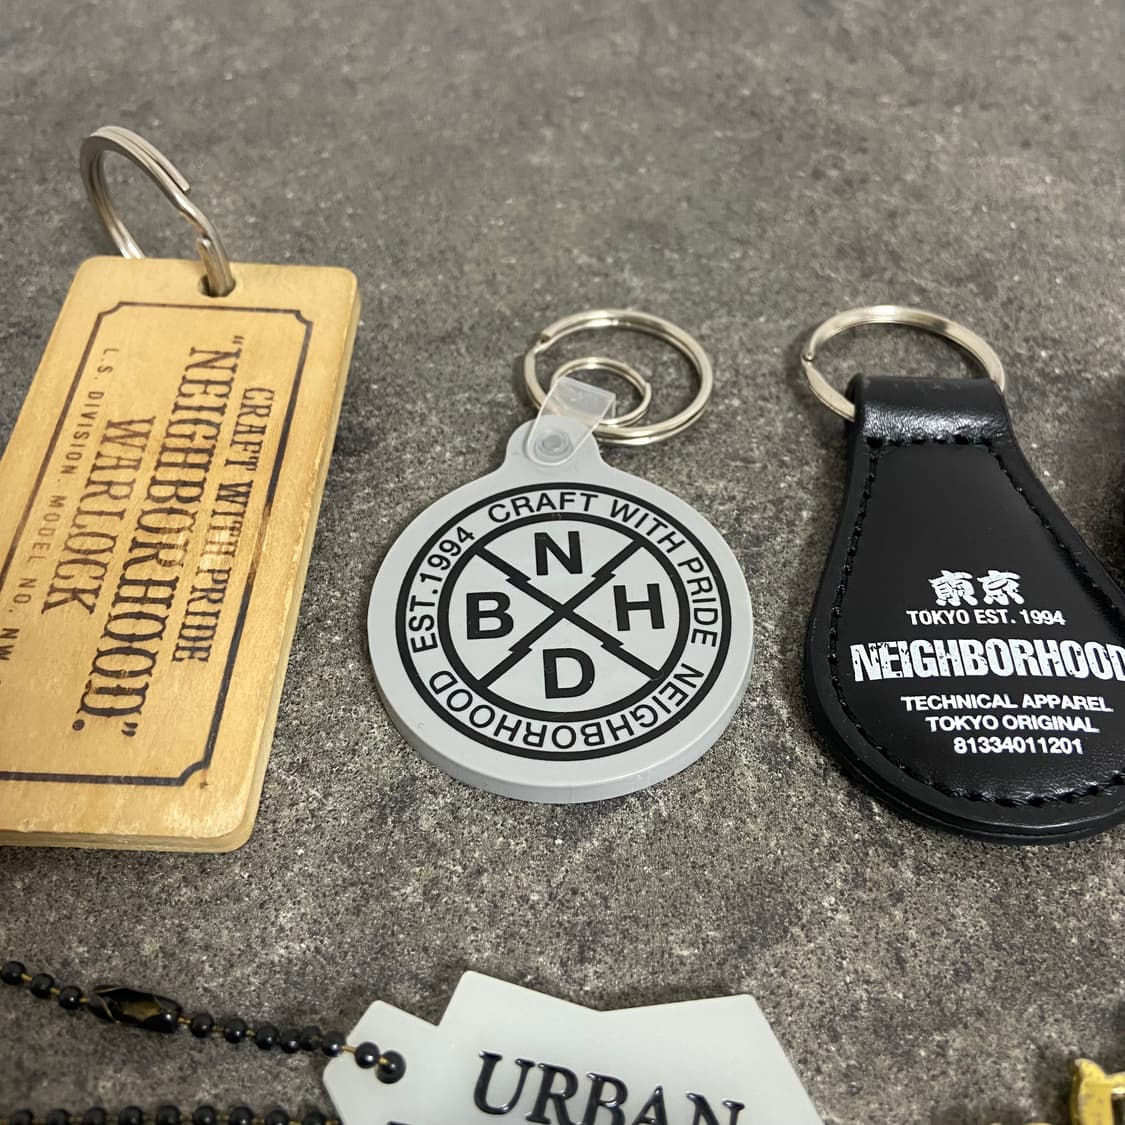 CRAFT WITH PRIDE
"NEIGHBORHOOD"
WARLOCK.
L.S. DIVISION. MODEL NO. NW
EST.1994 CRAFT WITH PRIDE NEIGHBORHOOD
N
B H
D
東京
TOKYO EST. 1994
NEIGHBORHOOD
TECHNICAL APPAREL
TOKYO ORIGINAL
81334011201
URBAN